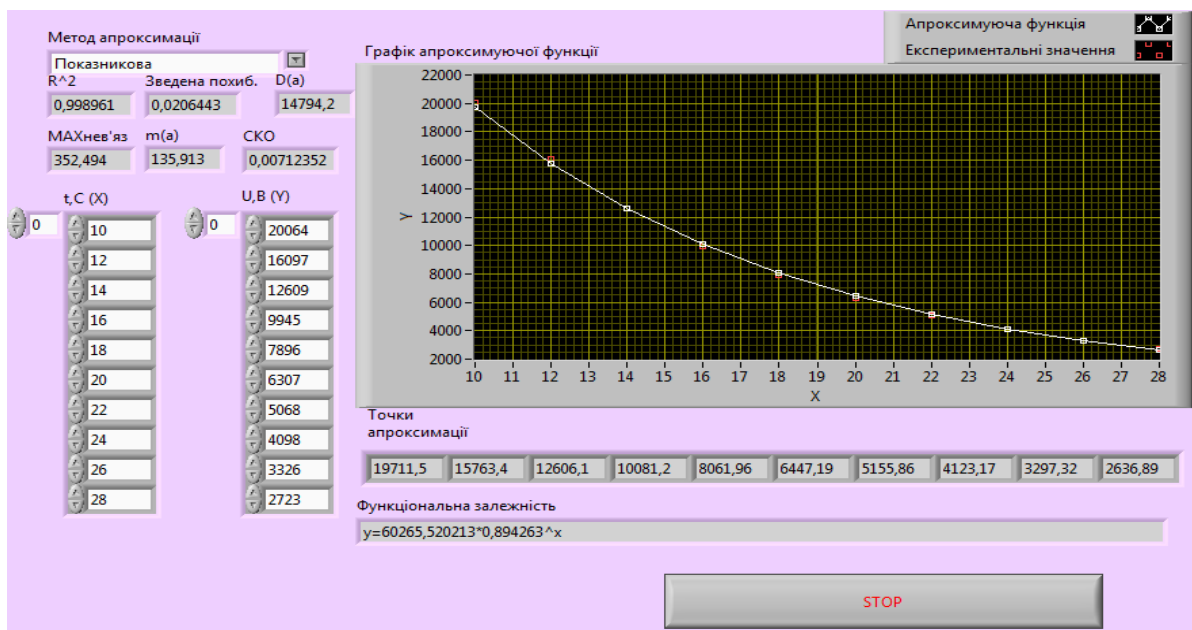 Метод апроксимації
Показникова
R^2 Зведена похиб. D(a)
0,998961 0,0206443 14794,2
МАХнев'яз m(a) СКО
352,494 135,913 0,00712352
t,C (X) U,B (Y)
0 10 0 20064
12 16097
14 12609
16 9945
18 7896
20 6307
22 5068
24 4098
26 3326
28 2723
Апроксимуюча функція
Експериментальні значення
Графік апроксимуючої функції
22000
20000
18000
16000
14000
12000
10000
8000
6000
4000
2000
Y
10 11 12 13 14 15 16 17 18 19 20 21 22 23 24 25 26 27 28
X
Точки
апроксимації
19711,5 15763,4 12606,1 10081,2 8061,96 6447,19 5155,86 4123,17 3297,32 2636,89
Функціональна залежність
y=60265,520213*0,894263^x
STOP